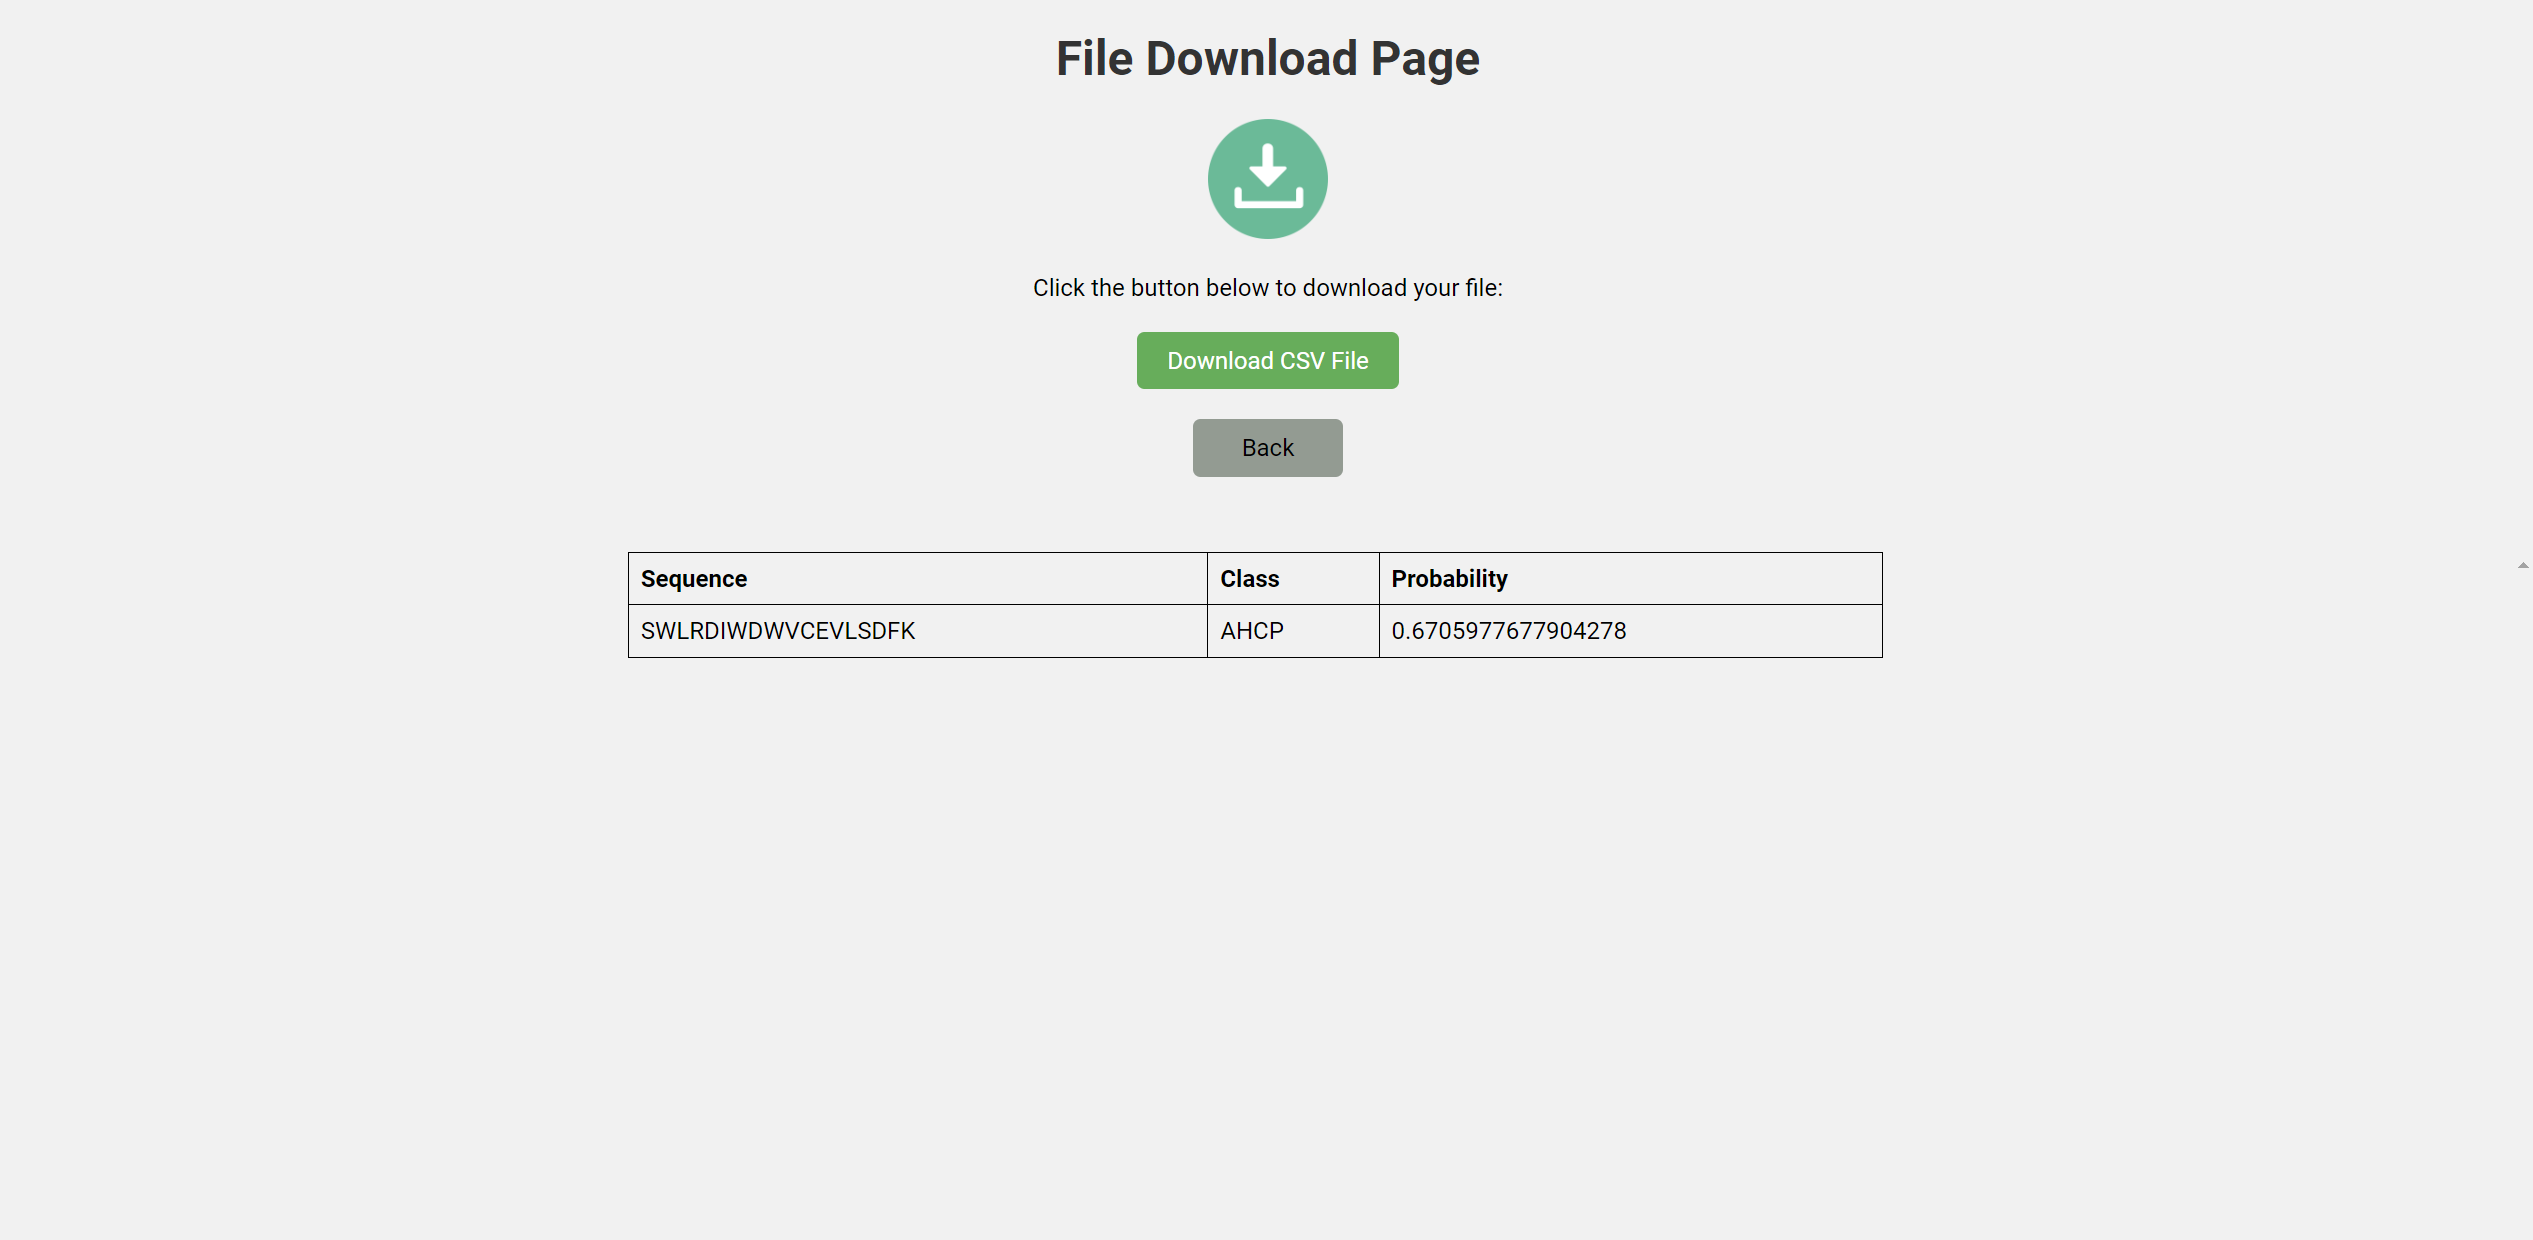 File Download Page
Click the button below to download your file:
Download CSV File
Back
Sequence Class Probability
SWLRDIWDWVCEVLSDFK AHCP 0.6705977677904278